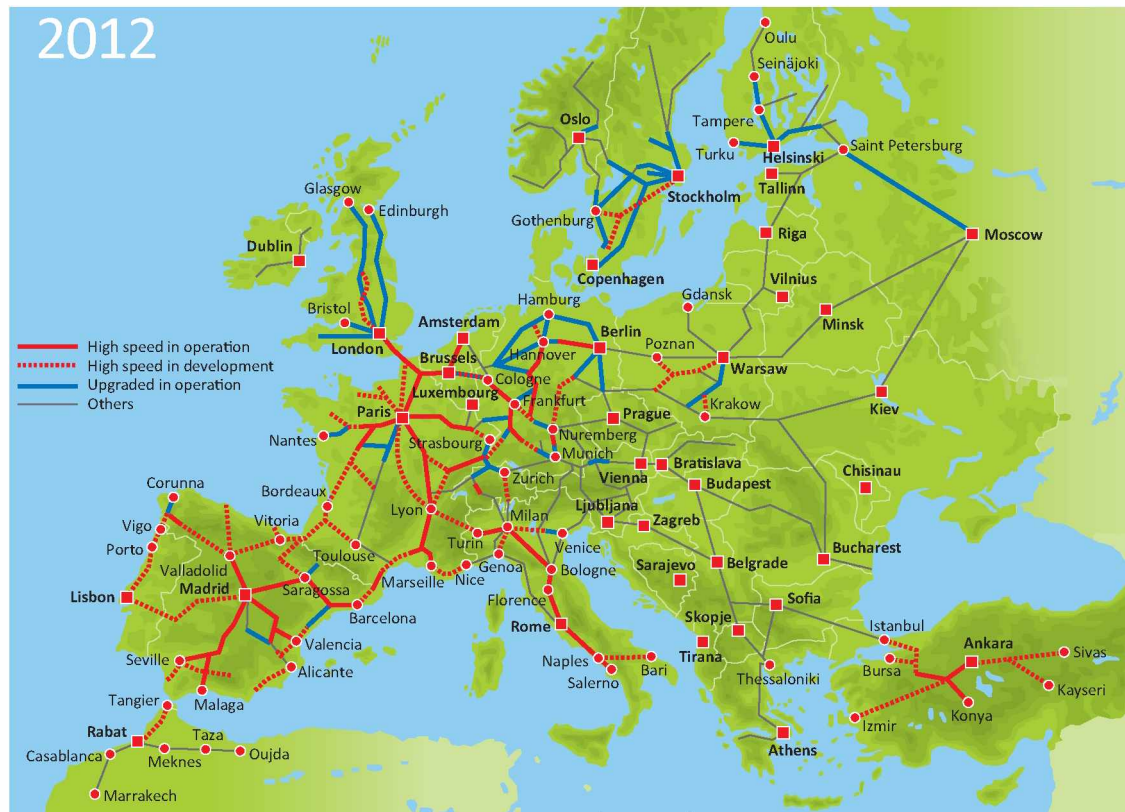 2012
Oulu
Seinäjoki
Oslo
Tampere
Turku
Helsinki
Saint Petersburg
Tallinn
Stockholm
Glasgow
Edinburgh
Gothenburg
Dublin
Riga
Moscow
Copenhagen
Vilnius
Bristol
Hamburg
Gdansk
Minsk
Amsterdam
London
Berlin
High speed in operation
Brussels
Hannover
Poznan
High speed in development
Warsaw
Upgraded in operation
Cologne
Others
Luxembourg
Frankfurt
Krakow
Kiev
Paris
Prague
Nantes
Strasbourg
Nuremberg
Munich
Zurich
Vienna
Bratislava
Chisinau
Corunna
Bordeaux
Budapest
Lyon
Milan
Ljubljana
Vigo
Vitoria
Zagreb
Porto
Toulouse
Turin
Venice
Bucharest
Valladolid
Genoa
Bologne
Sarajevo
Belgrade
Madrid
Saragossa
Marseille
Nice
Lisbon
Florence
Barcelona
Skopje
Sofia
Rome
Istanbul
Valencia
Ankara
Seville
Naples
Tirana
Sivas
Alicante
Salerno
Bari
Thessaloniki
Bursa
Tangier
Malaga
Kayseri
Konya
Izmir
Rabat
Taza
Athens
Casablanca
Meknes
Oujda
Marrakech